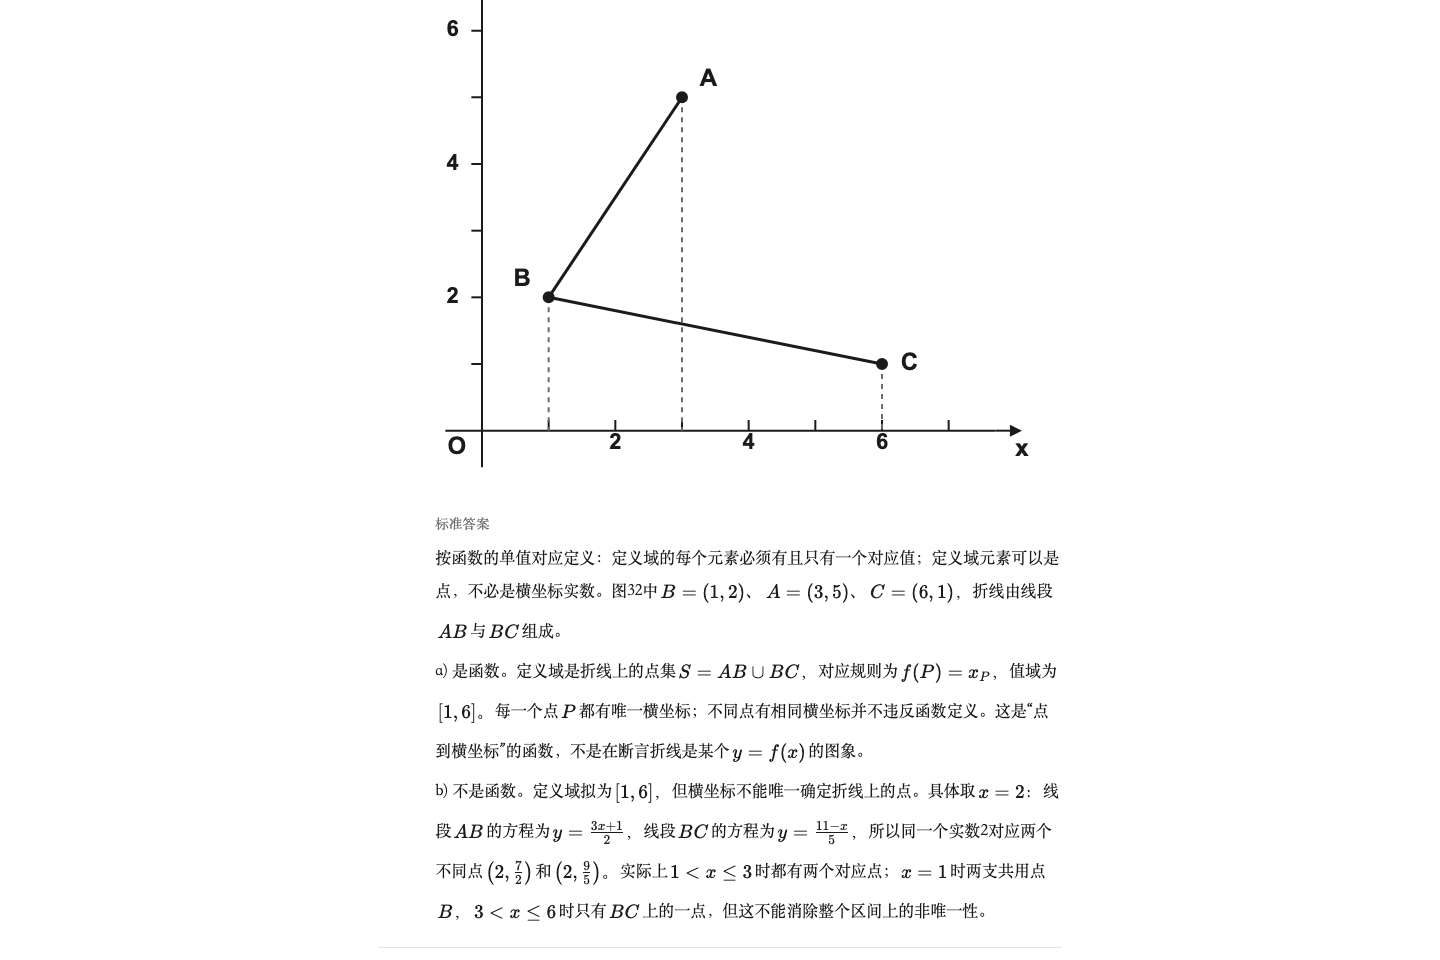 6
A
4
B
2
C
O
2
4
6
x
标准答案
按函数的单值对应定义：定义域的每个元素必须有且只有一个对应值；定义域元素可以是
点，不必是横坐标实数。图32中 B = (1, 2)、 A = (3, 5)、 C = (6, 1)，折线由线段
AB 与 BC 组成。
a) 是函数。定义域是折线上的点集 S = AB ∪ BC，对应规则为 f(P) = x_P，值域为
[1, 6]。每一个点 P 都有唯一横坐标；不同点有相同横坐标并不违反函数定义。这是“点
到横坐标”的函数，不是在断言折线是某个 y = f(x) 的图象。
b) 不是函数。定义域拟为 [1, 6]，但横坐标不能唯一确定折线上的点。具体取 x = 2：线
段 AB 的方程为 y = \frac{3x+1}{2}，线段 BC 的方程为 y = \frac{11-x}{5}，所以同一个实数2对应两个
不同点 (2, \frac{7}{2}) 和 (2, \frac{9}{5})。实际上 1 < x ≤ 3 时都有两个对应点；x = 1 时两支共用点
B，3 < x ≤ 6 时只有 BC 上的一点，但这不能消除整个区间上的非唯一性。